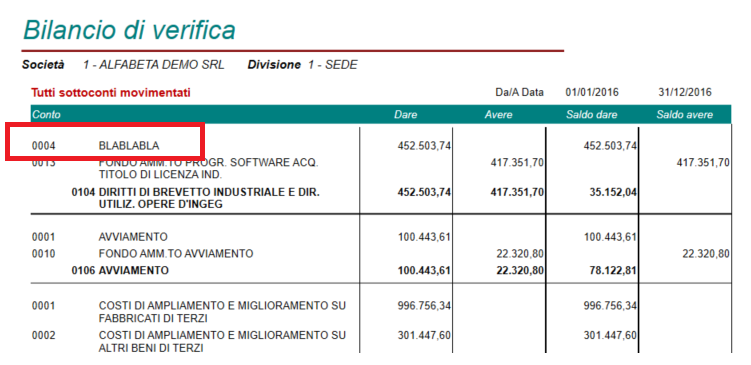 Bilancio di verifica
Società 1 - ALFABETA DEMO SRL Divisione 1 - SEDE
Tutti sottoconti movimentati Da/A Data 01/01/2016 31/12/2016
Conto Dare Avere Saldo dare Saldo avere
0004 BLABLABLA 452.503,74 452.503,74
0013 FONDO AMM.TO PROGR. SOFTWARE ACQ. 417.351,70 417.351,70
TITOLO DI LICENZA IND.
0104 DIRITTI DI BREVETTO INDUSTRIALE E DIR. 452.503,74 417.351,70 35.152,04
UTILIZ. OPERE D'INGEG
0001 AVVIAMENTO 100.443,61 100.443,61
0010 FONDO AMM.TO AVVIAMENTO 22.320,80 22.320,80
0106 AVVIAMENTO 100.443,61 22.320,80 78.122,81
0001 COSTI DI AMPLIAMENTO E MIGLIORAMENTO SU 996.756,34 996.756,34
FABBRICATI DI TERZI
0002 COSTI DI AMPLIAMENTO E MIGLIORAMENTO SU 301.447,60 301.447,60
ALTRI BENI DI TERZI